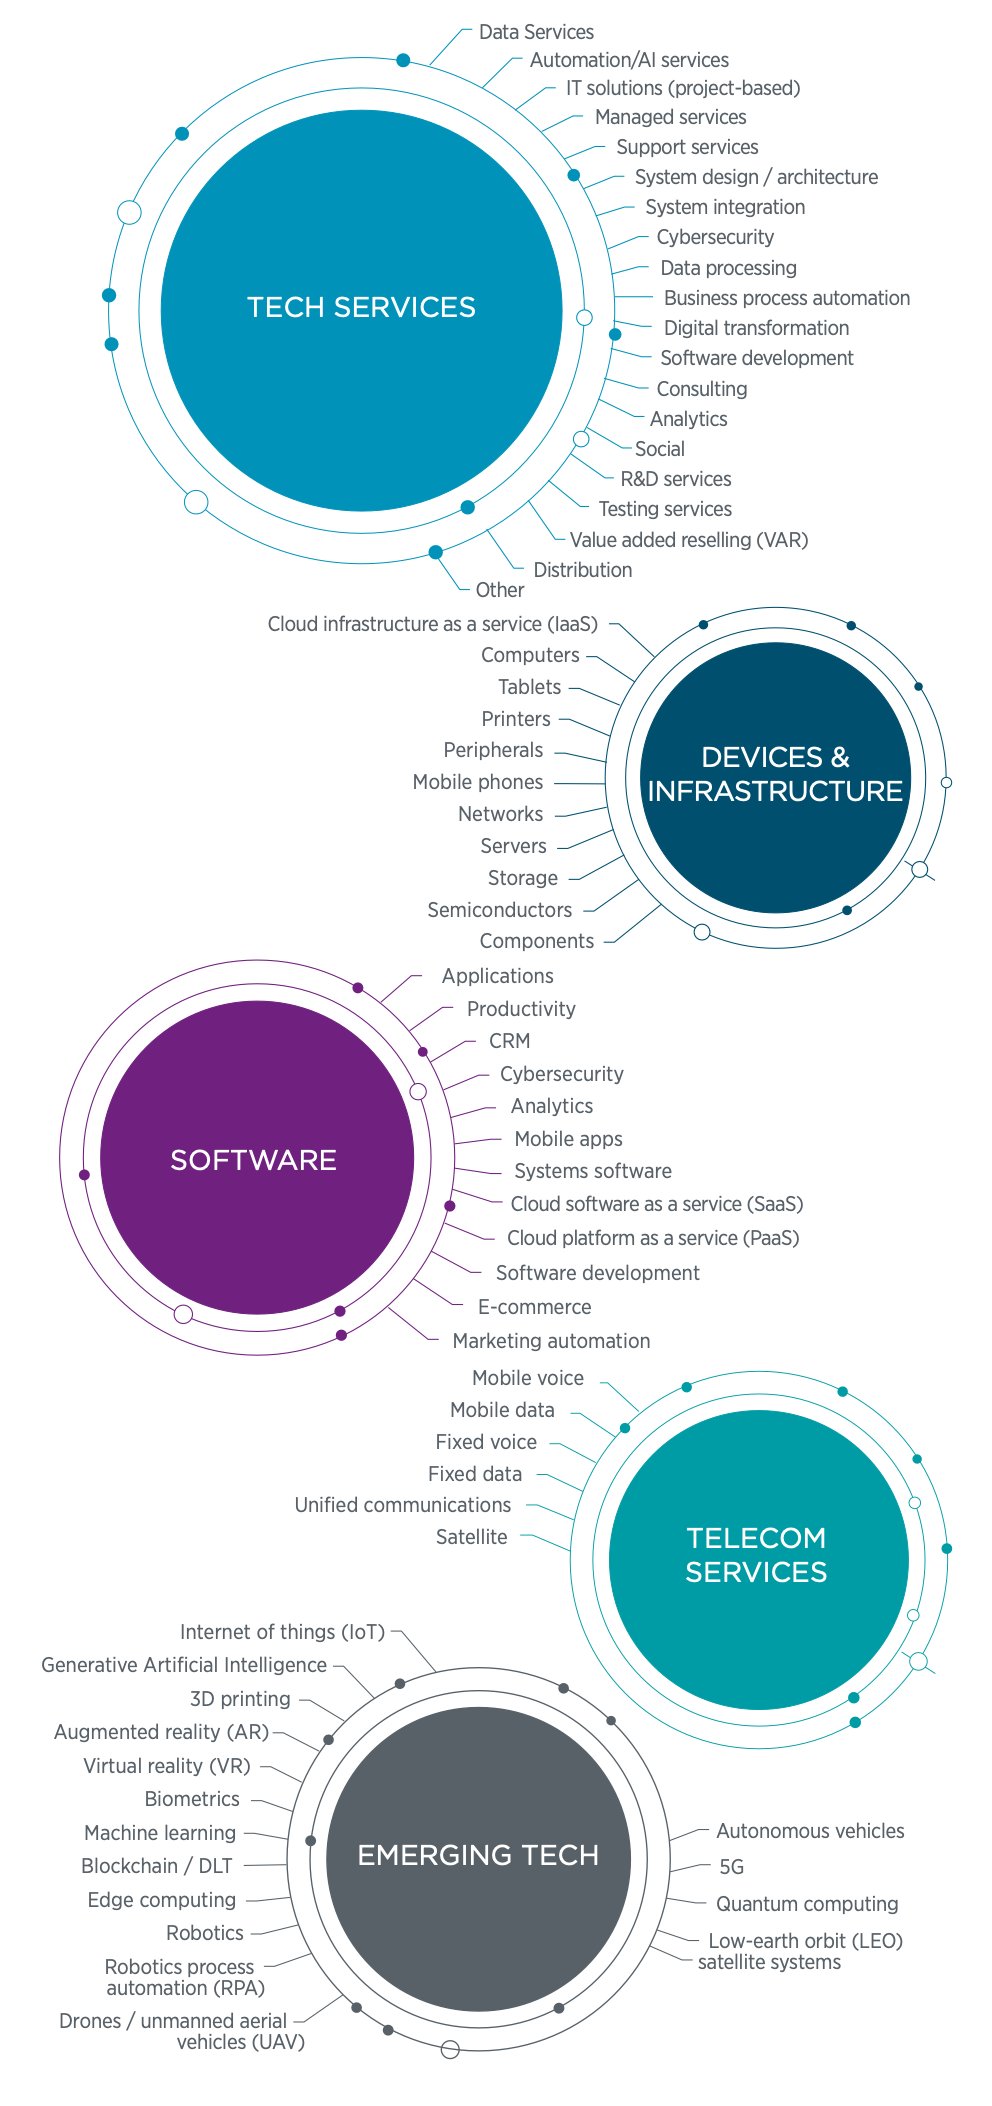 Data Services
Automation/AI services
IT solutions (project-based)
Managed services
Support services
System design / architecture
System integration
Cybersecurity
Data processing
Business process automation
Digital transformation
Software development
Consulting
Analytics
Social
R&D services
Testing services
Value added reselling (VAR)
Distribution
Other
TECH SERVICES
Cloud infrastructure as a service (IaaS)
Computers
Tablets
Printers
Peripherals
Mobile phones
Networks
Servers
Storage
Semiconductors
Components
DEVICES &
INFRASTRUCTURE
Applications
Productivity
CRM
Cybersecurity
Analytics
Mobile apps
Systems software
Cloud software as a service (SaaS)
Cloud platform as a service (PaaS)
Software development
E-commerce
Marketing automation
SOFTWARE
Mobile voice
Mobile data
Fixed voice
Fixed data
Unified communications
Satellite
TELECOM
SERVICES
Internet of things (IoT)
Generative Artificial Intelligence
3D printing
Augmented reality (AR)
Virtual reality (VR)
Biometrics
Machine learning
Blockchain / DLT
Edge computing
Robotics
Robotics process
automation (RPA)
Drones / unmanned aerial
vehicles (UAV)
EMERGING TECH
Autonomous vehicles
5G
Quantum computing
Low-earth orbit (LEO)
satellite systems